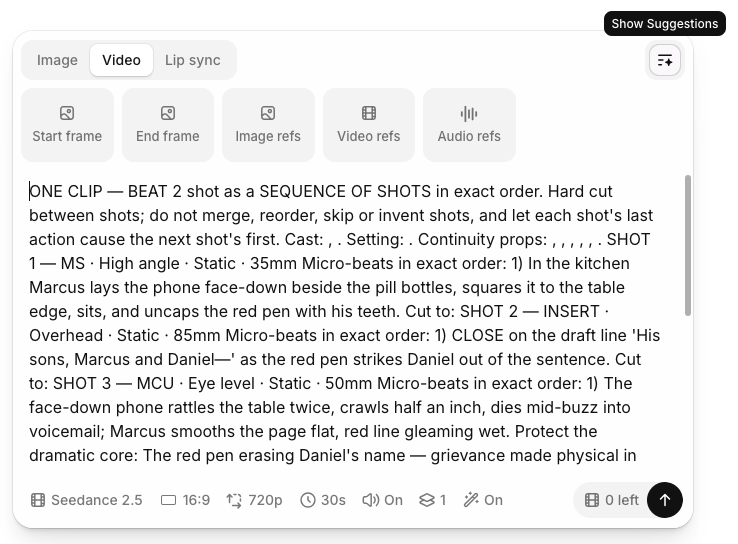 Show Suggestions
Image Video Lip sync
Start frame End frame Image refs Video refs Audio refs
ONE CLIP — BEAT 2 shot as a SEQUENCE OF SHOTS in exact order. Hard cut
between shots; do not merge, reorder, skip or invent shots, and let each shot's last
action cause the next shot's first. Cast: , . Setting: . Continuity props: , , , , , . SHOT
1 — MS · High angle · Static · 35mm Micro-beats in exact order: 1) In the kitchen
Marcus lays the phone face-down beside the pill bottles, squares it to the table
edge, sits, and uncaps the red pen with his teeth. Cut to: SHOT 2 — INSERT ·
Overhead · Static · 85mm Micro-beats in exact order: 1) CLOSE on the draft line 'His
sons, Marcus and Daniel—' as the red pen strikes Daniel out of the sentence. Cut
to: SHOT 3 — MCU · Eye level · Static · 50mm Micro-beats in exact order: 1) The
face-down phone rattles the table twice, crawls half an inch, dies mid-buzz into
voicemail; Marcus smooths the page flat, red line gleaming wet. Protect the
dramatic core: The red pen erasing Daniel's name — grievance made physical in
Seedance 2.5 16:9 720p 30s On 1 On 0 left